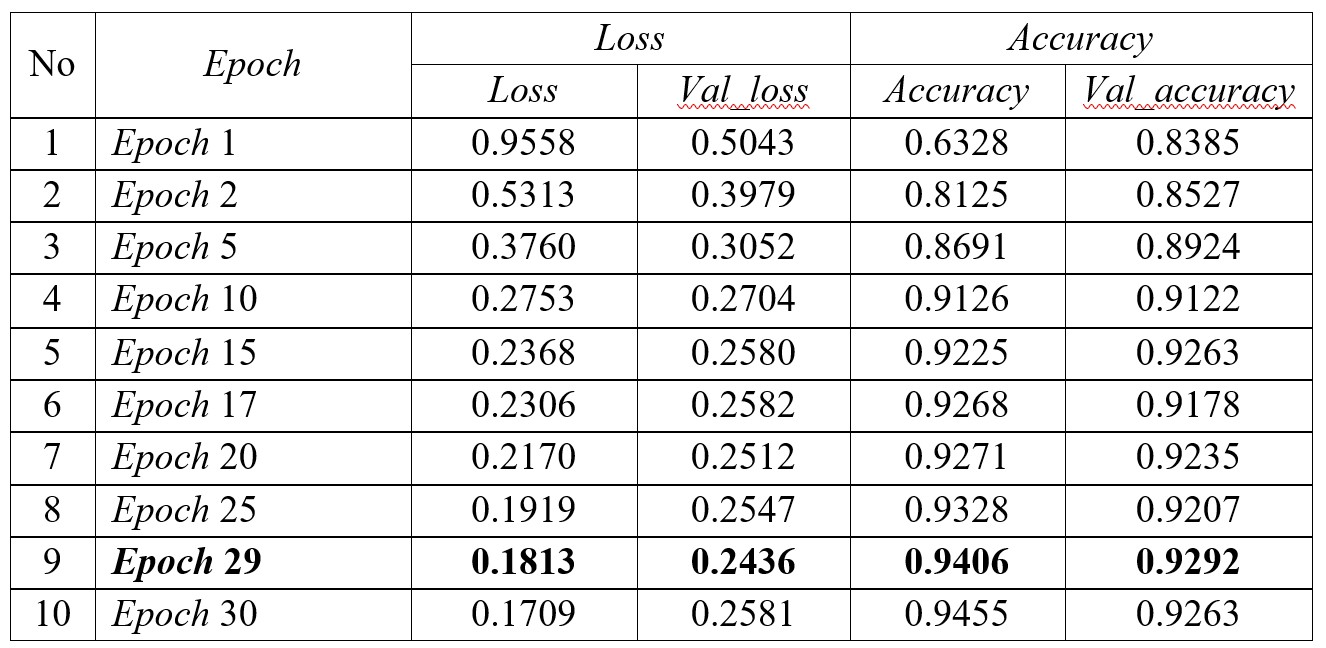 No Epoch Loss Accuracy
Loss Val_loss Accuracy Val_accuracy
1 Epoch 1 0.9558 0.5043 0.6328 0.8385
2 Epoch 2 0.5313 0.3979 0.8125 0.8527
3 Epoch 5 0.3760 0.3052 0.8691 0.8924
4 Epoch 10 0.2753 0.2704 0.9126 0.9122
5 Epoch 15 0.2368 0.2580 0.9225 0.9263
6 Epoch 17 0.2306 0.2582 0.9268 0.9178
7 Epoch 20 0.2170 0.2512 0.9271 0.9235
8 Epoch 25 0.1919 0.2547 0.9328 0.9207
9 Epoch 29 0.1813 0.2436 0.9406 0.9292
10 Epoch 30 0.1709 0.2581 0.9455 0.9263